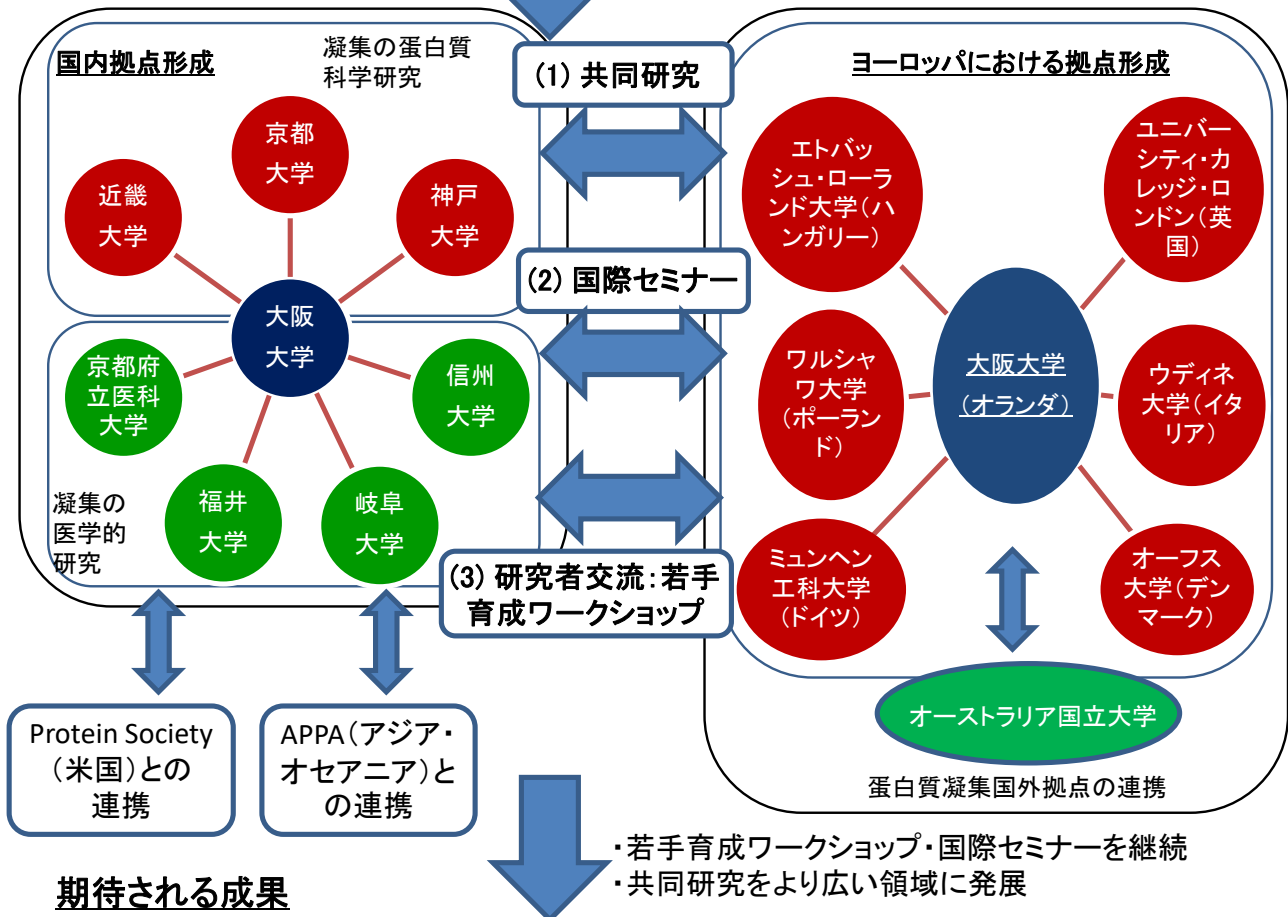 国内拠点形成
凝集の蛋白質
科学研究
京都
大学
近畿
大学
神戸
大学
大阪
大学
京都府
立医科
大学
信州
大学
福井
大学
岐阜
大学
凝集の
医学的
研究
(1) 共同研究
(2) 国際セミナー
(3) 研究者交流：若手
育成ワークショップ
ヨーロッパにおける拠点形成
エトバッ
シュ・ローラ
ンド大学（ハ
ンガリー）
ユニバー
シティ・カ
レッジ・ロ
ンドン（英
国）
ワルシャ
ワ大学
（ポーラン
ド）
大阪大学
（オランダ）
ウディネ
大学（イタ
リア）
ミュンヘン
工科大学
（ドイツ）
オーフス
大学（デン
マーク）
オーストラリア国立大学
蛋白質凝集国外拠点の連携
Protein Society
（米国）との
連携
APPA（アジア・
オセアニア）と
の連携
・若手育成ワークショップ・国際セミナーを継続
・共同研究をより広い領域に発展
期待される成果